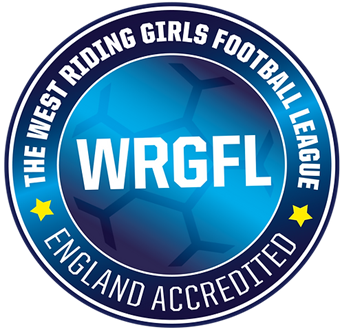 THE WEST RIDING GIRLS FOOTBALL LEAGUE
WRGFL
ENGLAND ACCREDITED